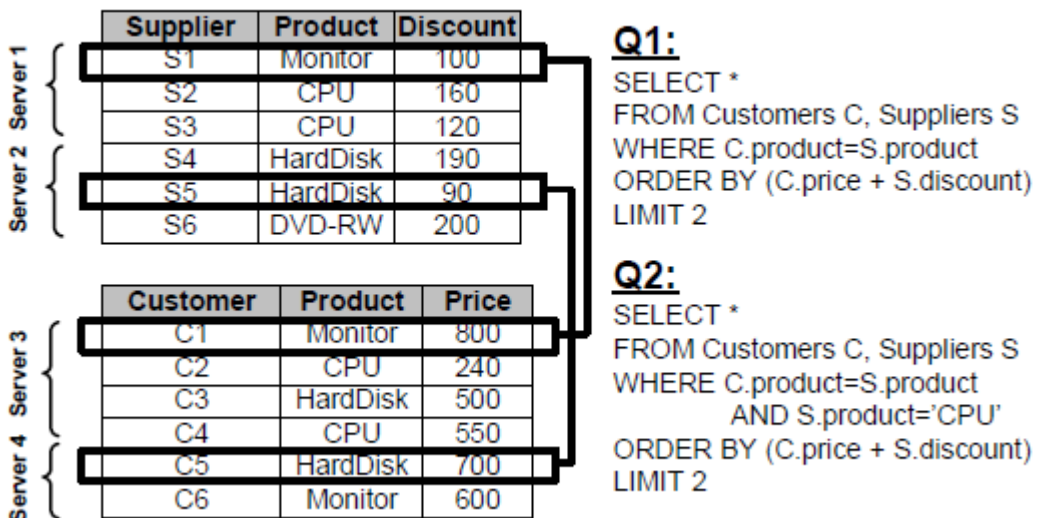 Supplier Product Discount
S1 Monitor 100
S2 CPU 160
S3 CPU 120
S4 HardDisk 190
S5 HardDisk 90
S6 DVD-RW 200
Server 1
Server 2
Customer Product Price
C1 Monitor 800
C2 CPU 240
C3 HardDisk 500
C4 CPU 550
C5 HardDisk 700
C6 Monitor 600
Server 3
Server 4
Q1:
SELECT *
FROM Customers C, Suppliers S
WHERE C.product=S.product
ORDER BY (C.price + S.discount)
LIMIT 2
Q2:
SELECT *
FROM Customers C, Suppliers S
WHERE C.product=S.product
AND S.product=’CPU’
ORDER BY (C.price + S.discount)
LIMIT 2